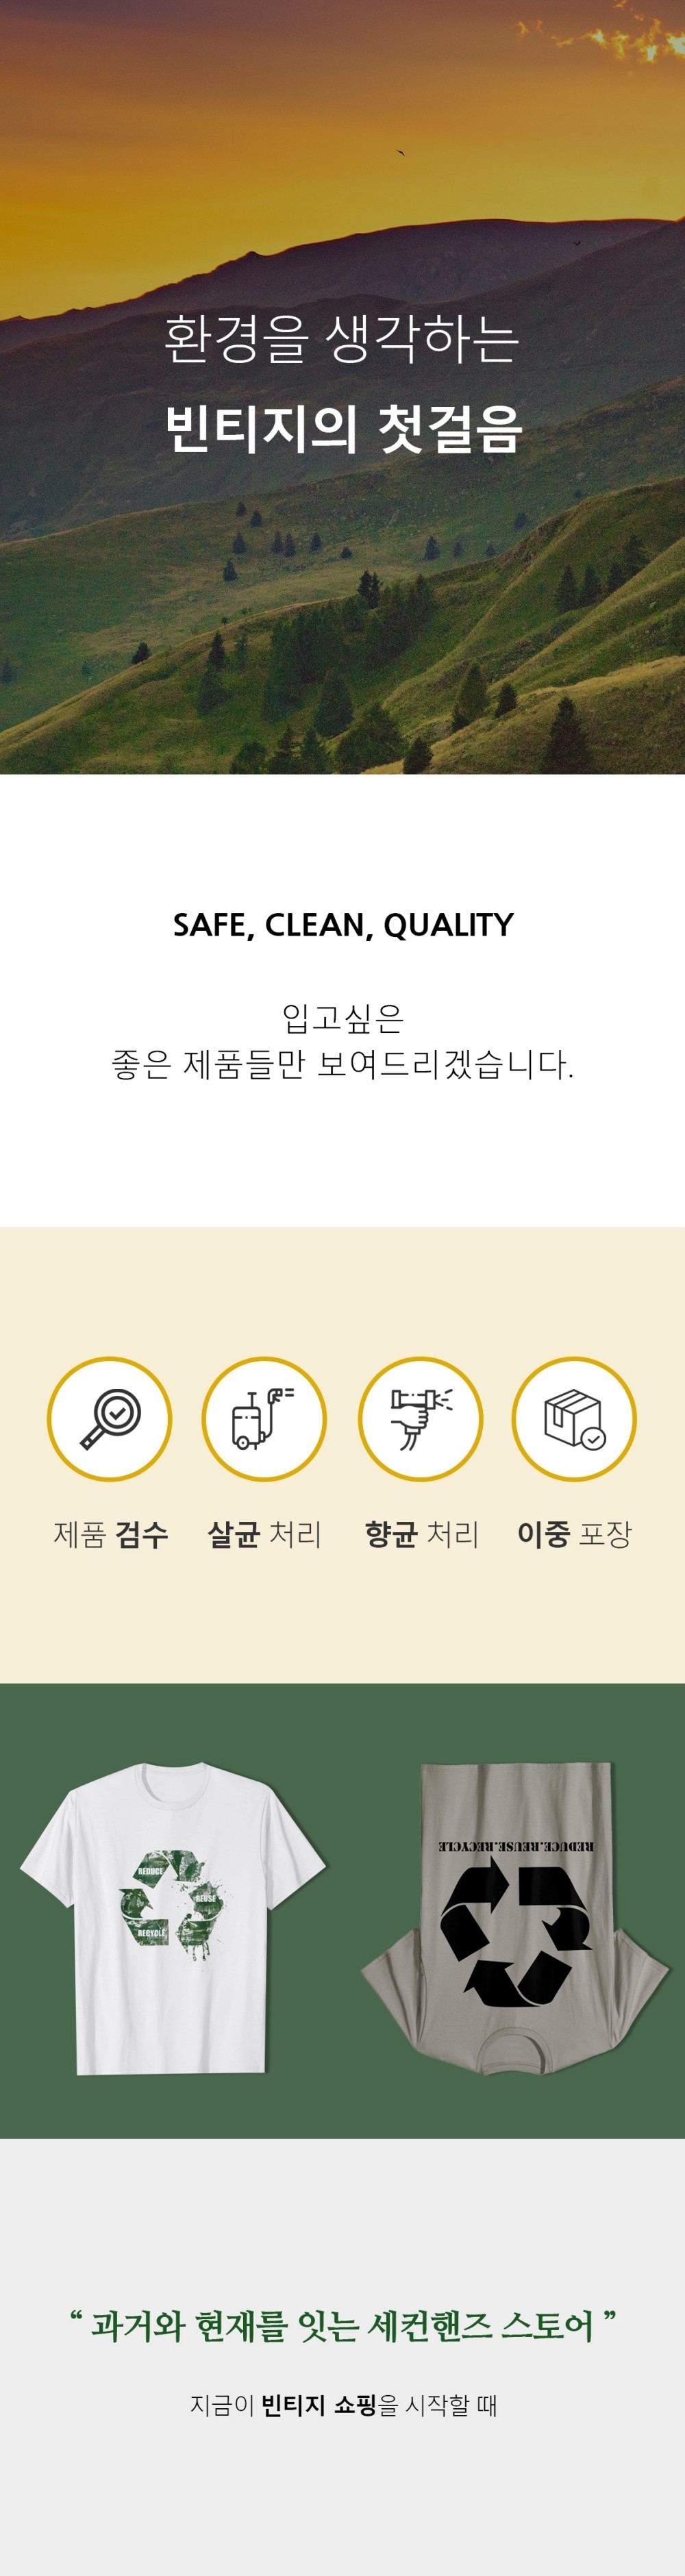 환경을 생각하는
빈티지의 첫걸음
SAFE, CLEAN, QUALITY
입고싶은
좋은 제품들만 보여드리겠습니다.
제품 검수
살균 처리
향균 처리
이중 포장
REDUCE
REUSE
RECYCLE
REDUCE.REUSE.RECYCLE
“ 과거와 현재를 잇는 세컨핸즈 스토어 ”
지금이 빈티지 쇼핑을 시작할 때